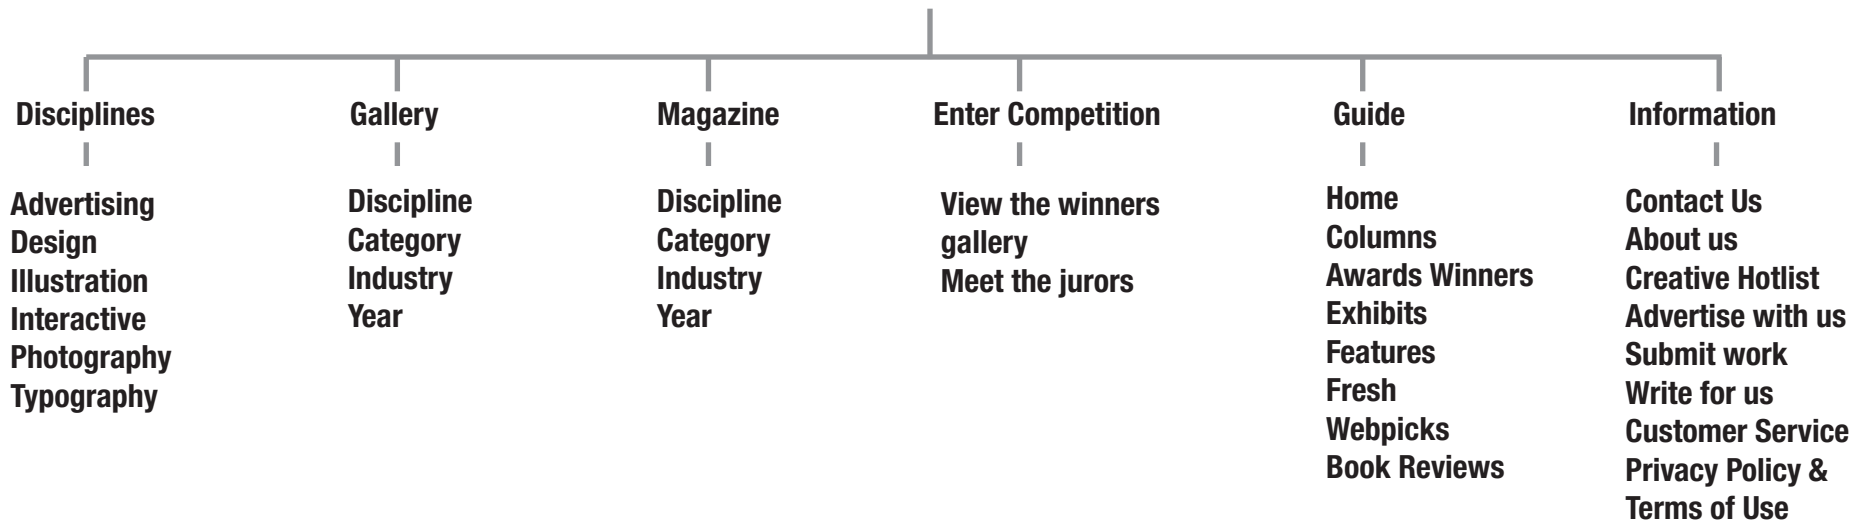 Disciplines
Advertising
Design
Illustration
Interactive
Photography
Typography
Gallery
Discipline
Category
Industry
Year
Magazine
Discipline
Category
Industry
Year
Enter Competition
View the winners
gallery
Meet the jurors
Guide
Home
Columns
Awards Winners
Exhibits
Features
Fresh
Webpicks
Book Reviews
Information
Contact Us
About us
Creative Hotlist
Advertise with us
Submit work
Write for us
Customer Service
Privacy Policy &
Terms of Use